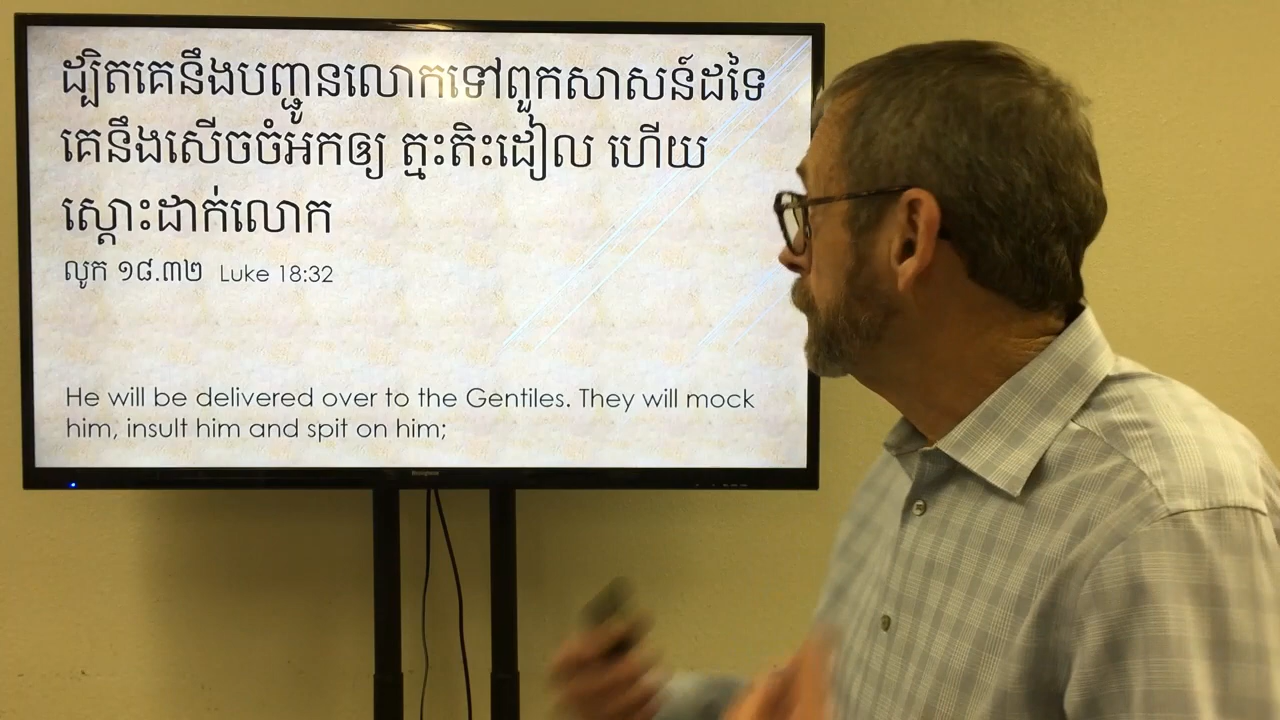 ដ្បិតគេនឹងបញ្ជូនលោកទៅពួកសាសន៍ដទៃ
គេនឹងសើចចំអកឲ្យ ត្មះតិះដៀល ហើយ
ស្តោះដាក់លោក
លូក ១៨.៣២ Luke 18:32
He will be delivered over to the Gentiles. They will mock
him, insult him and spit on him;
Westinghouse